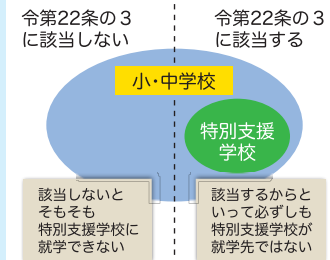 令第22条の3
に該当しない
令第22条の3
に該当する
小・中学校
特別支援
学校
該当しないと
そもそも
特別支援学校に
就学できない
該当するからと
いって必ずしも
特別支援学校が
就学先ではない